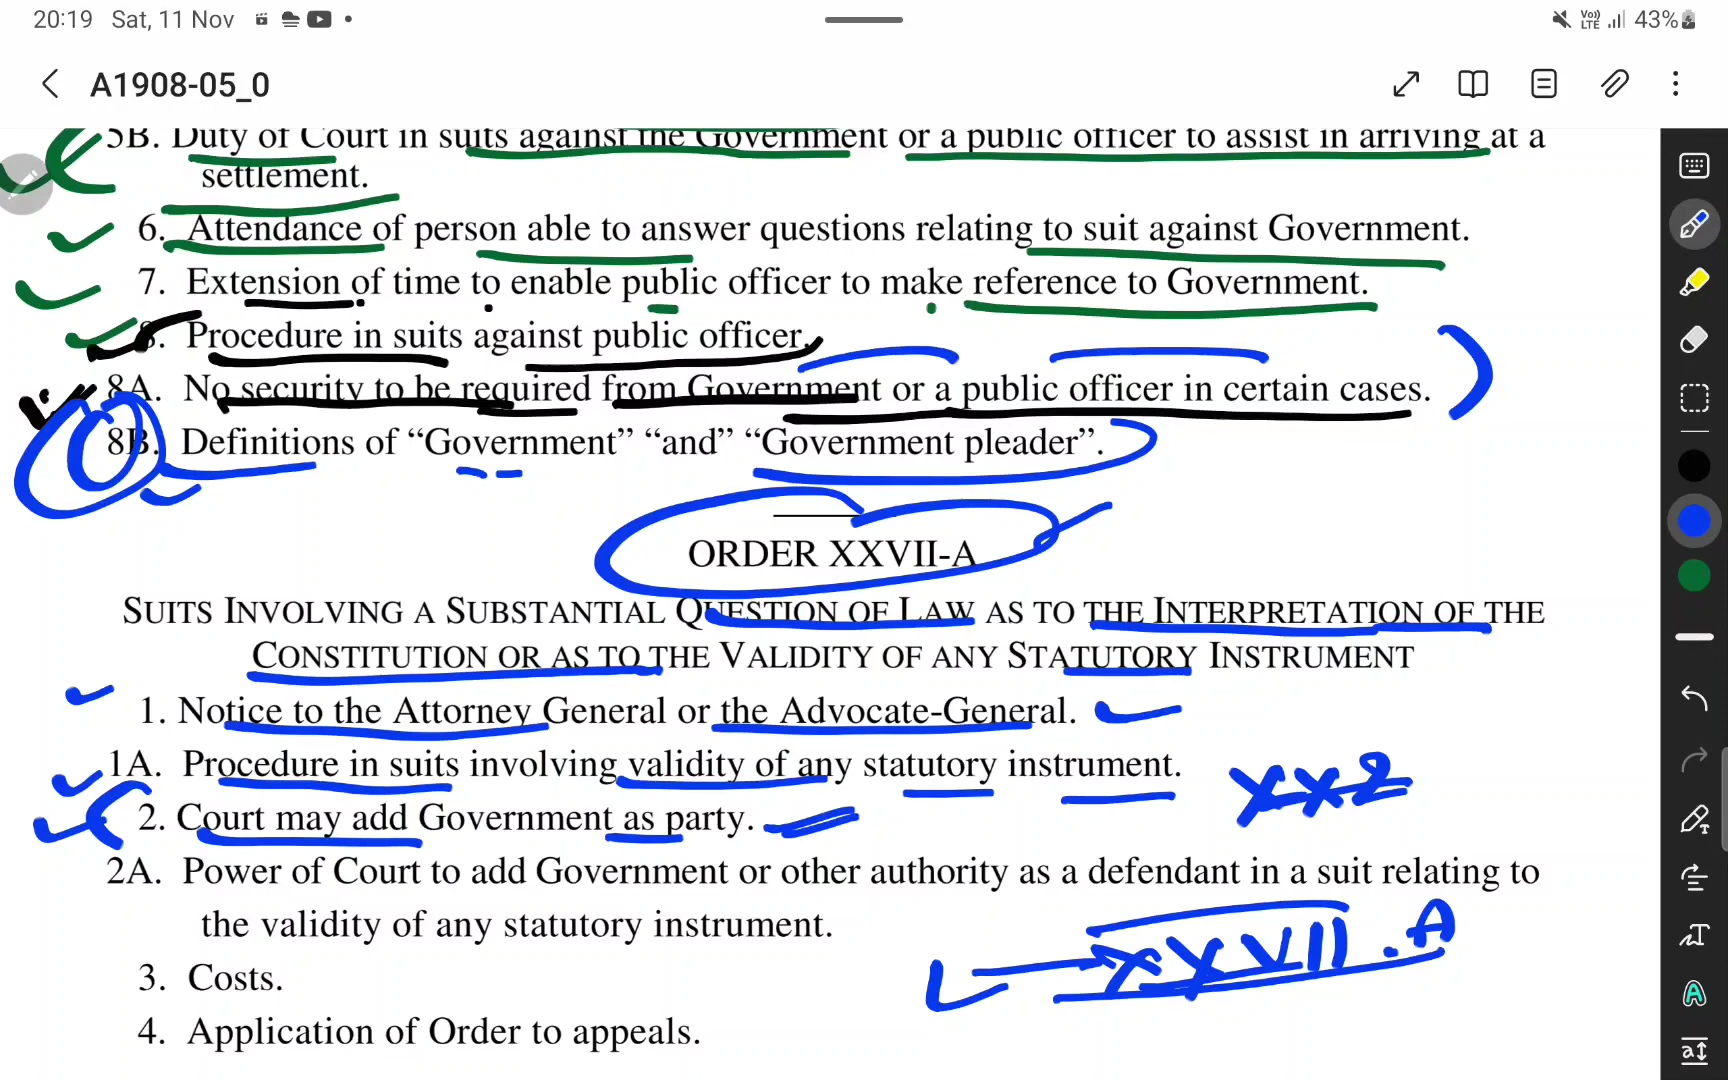 20:19 Sat, 11 Nov
Vo)) LTE 43%
A1908-05_0
5B. Duty of Court in suits against the Government or a public officer to assist in arriving at a
settlement.
6. Attendance of person able to answer questions relating to suit against Government.
7. Extension of time to enable public officer to make reference to Government.
8. Procedure in suits against public officer.
8A. No security to be required from Government or a public officer in certain cases.
8B. Definitions of “Government” “and” “Government pleader”.
ORDER XXVII-A
SUITS INVOLVING A SUBSTANTIAL QUESTION OF LAW AS TO THE INTERPRETATION OF THE
CONSTITUTION OR AS TO THE VALIDITY OF ANY STATUTORY INSTRUMENT
1. Notice to the Attorney General or the Advocate-General.
1A. Procedure in suits involving validity of any statutory instrument.
2. Court may add Government as party.
2A. Power of Court to add Government or other authority as a defendant in a suit relating to
the validity of any statutory instrument.
XXVII.A
3. Costs.
4. Application of Order to appeals.